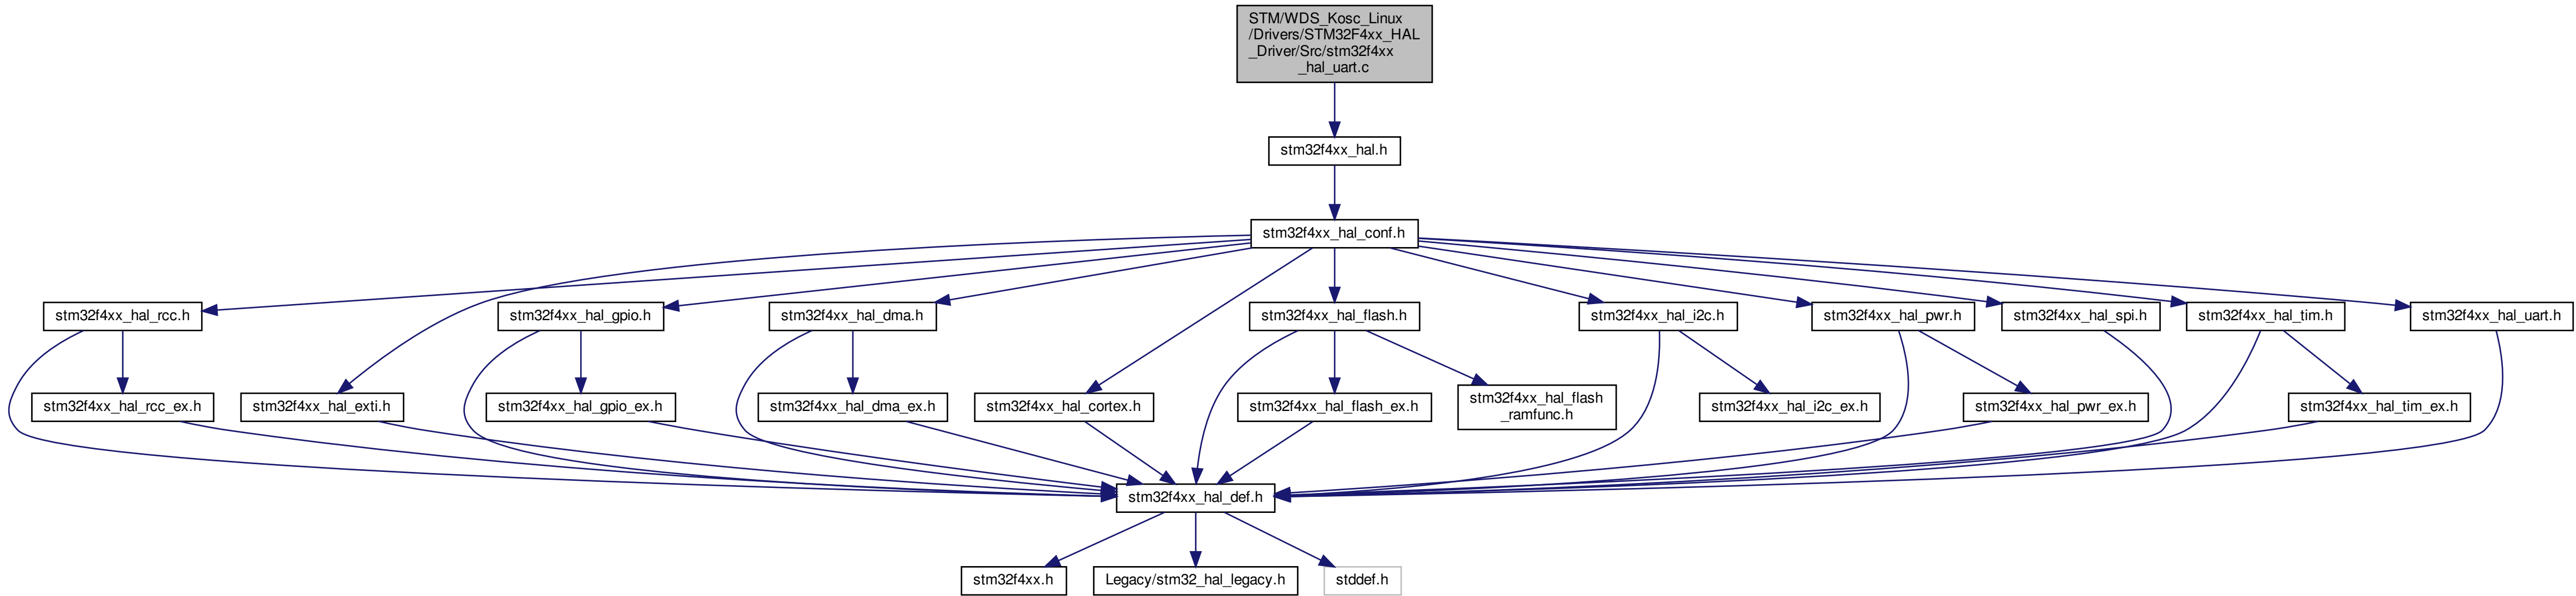 STM/WDS_Kosc_Linux
/Drivers/STM32F4xx_HAL
_Driver/Src/stm32f4xx
_hal_uart.c
stm32f4xx_hal.h
stm32f4xx_hal_conf.h
stm32f4xx_hal_rcc.h
stm32f4xx_hal_gpio.h
stm32f4xx_hal_dma.h
stm32f4xx_hal_flash.h
stm32f4xx_hal_i2c.h
stm32f4xx_hal_pwr.h
stm32f4xx_hal_spi.h
stm32f4xx_hal_tim.h
stm32f4xx_hal_uart.h
stm32f4xx_hal_rcc_ex.h
stm32f4xx_hal_exti.h
stm32f4xx_hal_gpio_ex.h
stm32f4xx_hal_dma_ex.h
stm32f4xx_hal_cortex.h
stm32f4xx_hal_flash_ex.h
stm32f4xx_hal_flash
_ramfunc.h
stm32f4xx_hal_i2c_ex.h
stm32f4xx_hal_pwr_ex.h
stm32f4xx_hal_tim_ex.h
stm32f4xx_hal_def.h
stm32f4xx.h
Legacy/stm32_hal_legacy.h
stddef.h